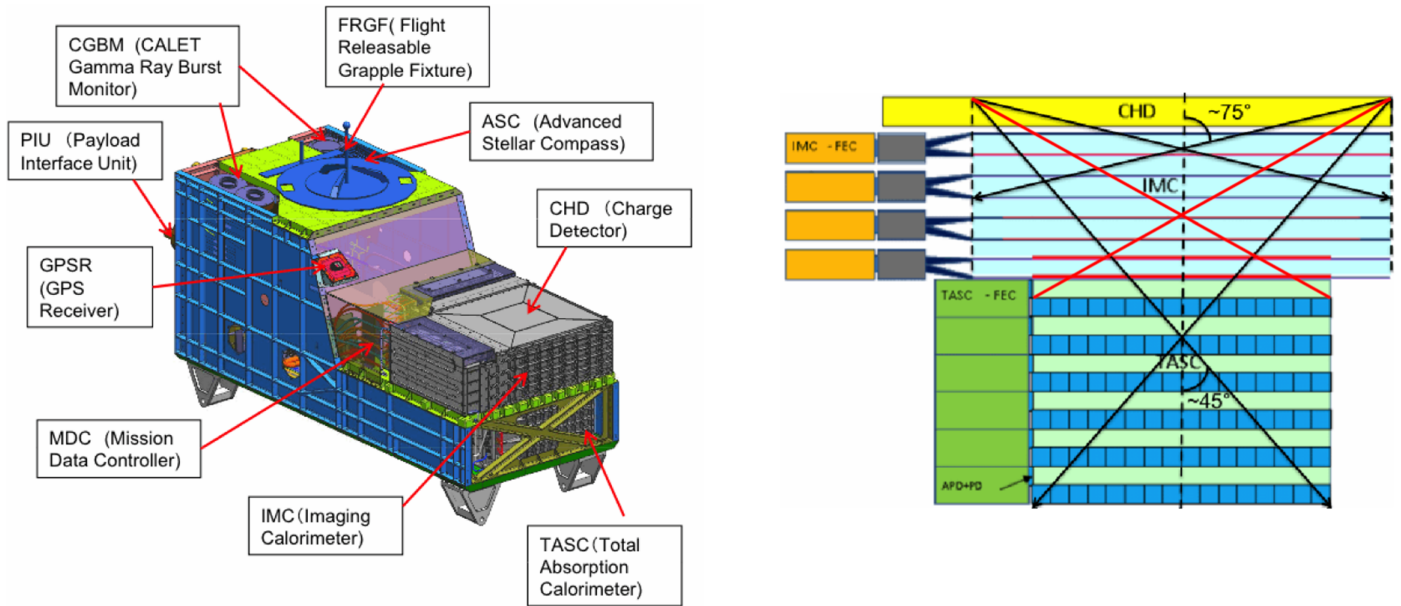 CGBM (CALET
Gamma Ray Burst
Monitor)
FRGF( Flight
Releasable
Grapple Fixture)
PIU （Payload
Interface Unit)
ASC (Advanced
Stellar Compass)
CHD （Charge
Detector)
GPSR
(GPS
Receiver)
MDC (Mission
Data Controller)
IMC（Imaging
Calorimeter)
TASC（Total
Absorption
Calorimeter)
CHD
~75°
IMC - FEC
IMC
TASC - FEC
TASC
~45°
APD+PD